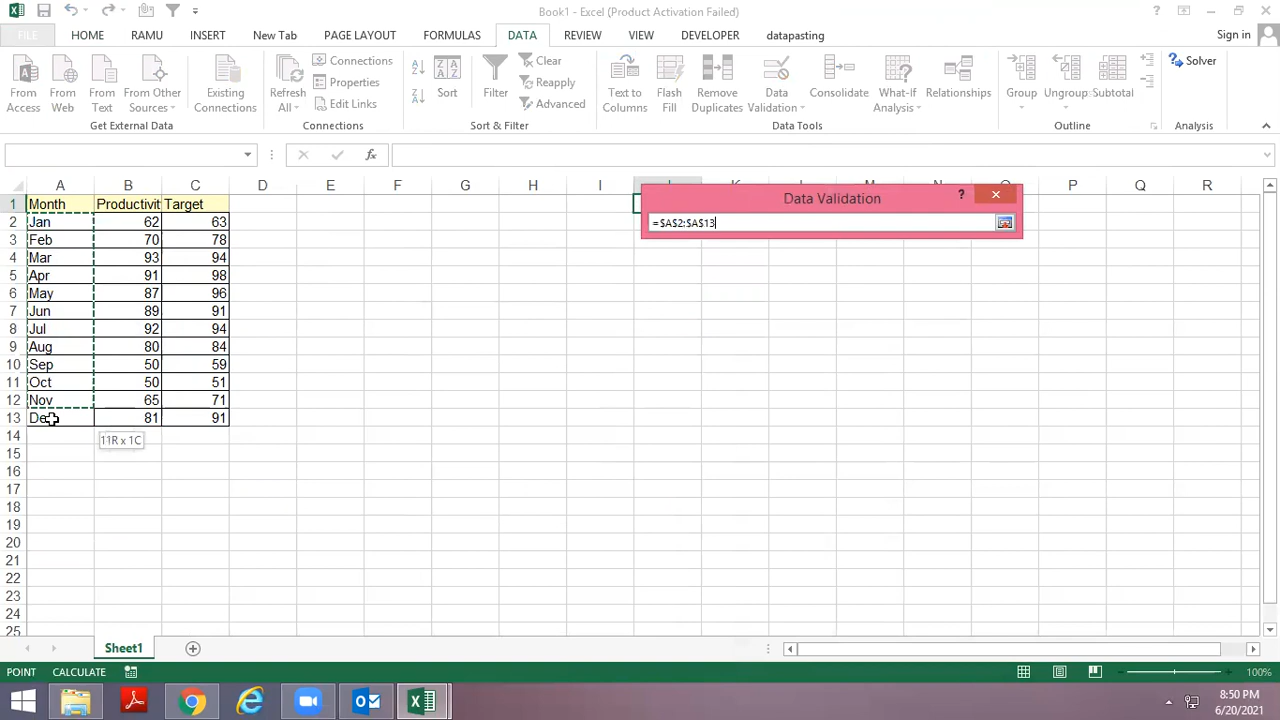 Book1 - Excel (Product Activation Failed)
FILE HOME RAMU INSERT New Tab PAGE LAYOUT FORMULAS DATA REVIEW VIEW DEVELOPER datapasting Sign in
From Access
From Web
From Text
From Other Sources
Existing Connections
Get External Data
Refresh All
Connections
Properties
Edit Links
Connections
Sort
Filter
Clear
Reapply
Advanced
Sort & Filter
Text to Columns
Flash Fill
Remove Duplicates
Data Validation
Consolidate
What-If Analysis
Relationships
Data Tools
Group
Ungroup
Subtotal
Outline
Solver
Analysis
fx
A B C D E F G H I J K L M N O P Q R
Data Validation
=$A$2:$A$13
1 Month Productivit Target
2 Jan 62 63
3 Feb 70 78
4 Mar 93 94
5 Apr 91 98
6 May 87 96
7 Jun 89 91
8 Jul 92 94
9 Aug 80 84
10 Sep 50 59
11 Oct 50 51
12 Nov 65 71
13 De 81 91
14
11R x 1C
15
16
17
18
19
20
21
22
23
24
25
Sheet1
POINT CALCULATE 100%
8:50 PM
6/20/2021